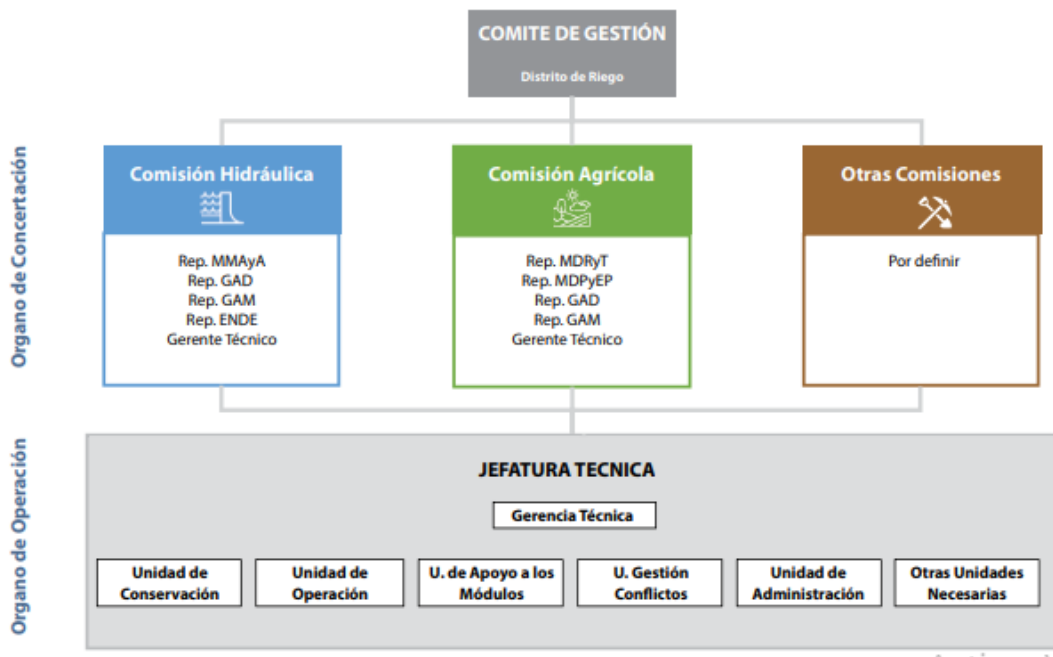 COMITE DE GESTIÓN
Distrito de Riego
Organo de Concertación
Comisión Hidráulica
Rep. MMAyA
Rep. GAD
Rep. GAM
Rep. ENDE
Gerente Técnico
Comisión Agrícola
Rep. MDRyT
Rep. MDPyEP
Rep. GAD
Rep. GAM
Gerente Técnico
Otras Comisiones
Por definir
Organo de Operación
JEFATURA TECNICA
Gerencia Técnica
Unidad de
Conservación
Unidad de
Operación
U. de Apoyo a los
Módulos
U. Gestión
Conflictos
Unidad de
Administración
Otras Unidades
Necesarias